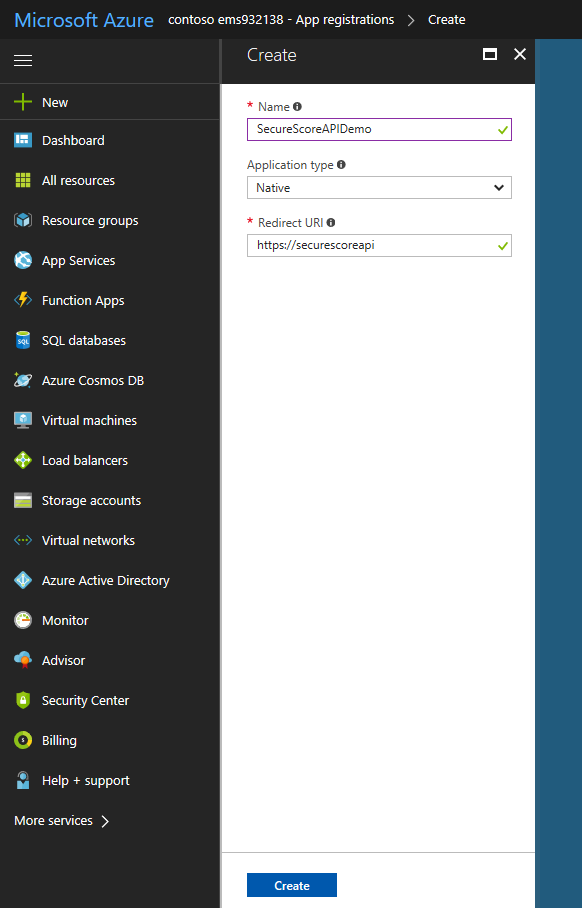 Microsoft Azure contoso ems932138 - App registrations > Create
Create
New
Dashboard
All resources
Resource groups
App Services
Function Apps
SQL databases
Azure Cosmos DB
Virtual machines
Load balancers
Storage accounts
Virtual networks
Azure Active Directory
Monitor
Advisor
Security Center
Billing
Help + support
More services >
* Name
SecureScoreAPIDemo
Application type
Native
* Redirect URI
https://securescoreapi
Create